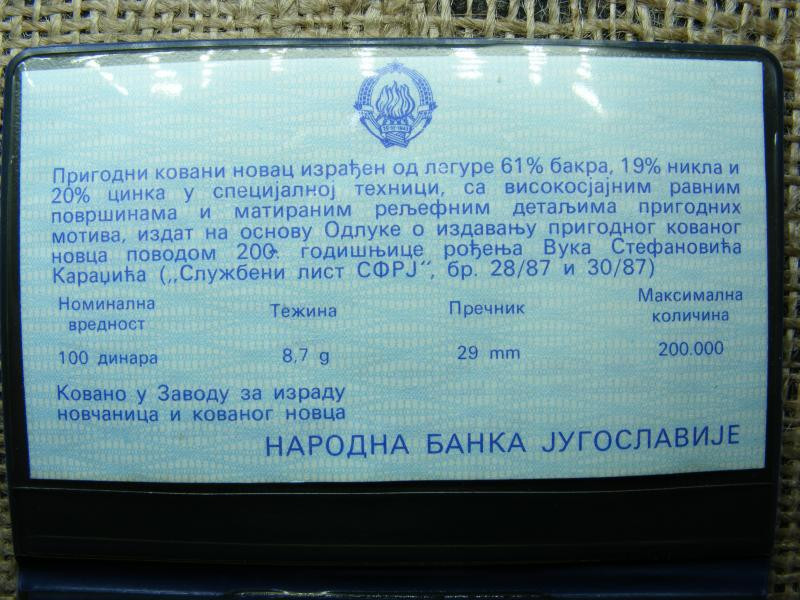 Пригодни ковани новац израђен од легуре 61% бакра, 19% никла и
20% цинка у специјалној техници, са високосјајним равним
површинама и матираним рељефним детаљима пригодних
мотива, издат на основу Одлуке о издавању пригодног кованог
новца поводом 200. годишњице рођења Вука Стефановића
Караџића („Службени лист СФРЈ“, бр. 28/87 и 30/87)
Номинална вредност
Тежина
Пречник
Максимална количина
100 динара
8,7 g
29 mm
200.000
Ковано у Заводу за израду
новчаница и кованог новца
НАРОДНА БАНКА ЈУГОСЛАВИЈЕ